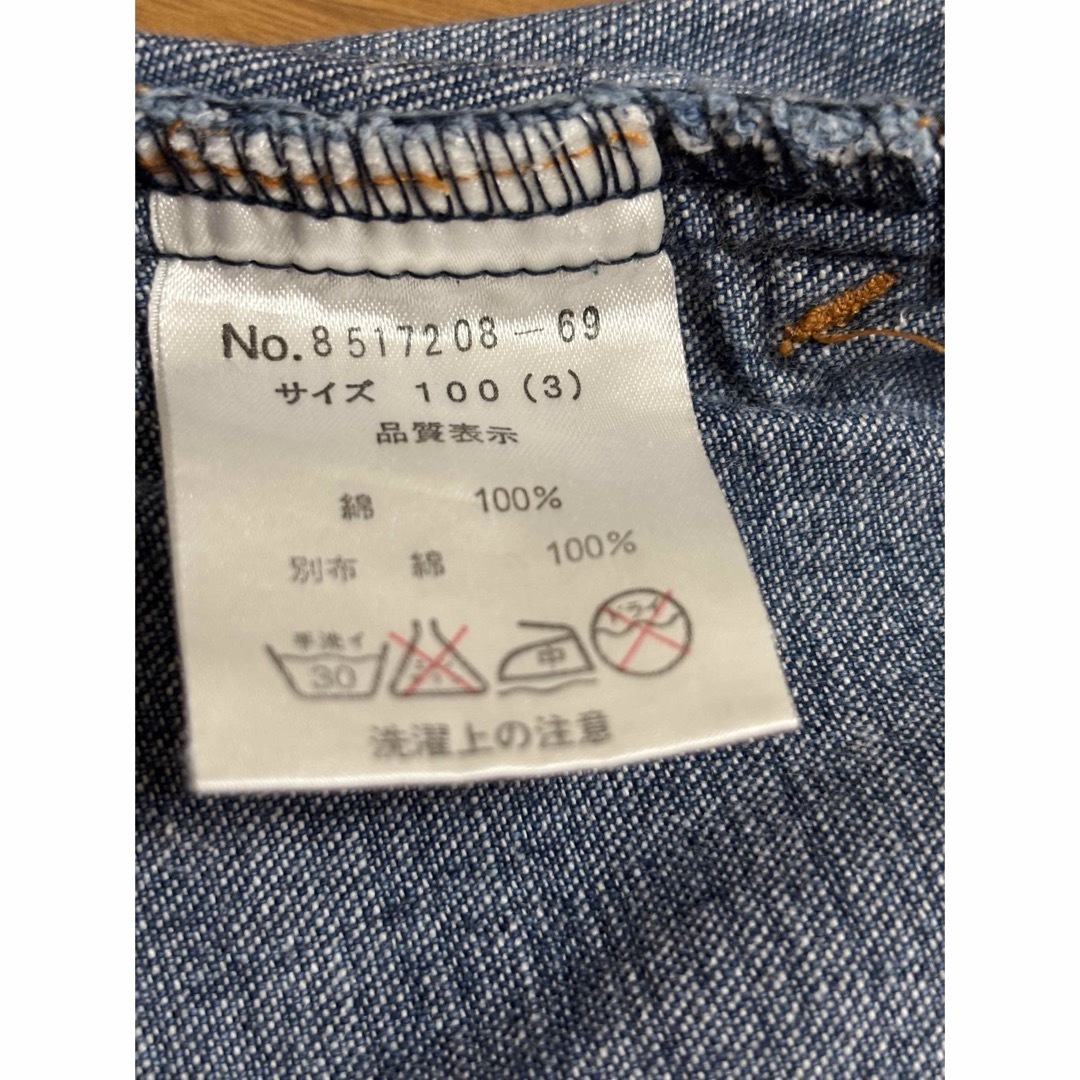 No.8517208-69
サイズ 100(3)
品質表示
綿 100%
別布 綿 100%
手洗イ
30
中
ドライ
洗濯上の注意